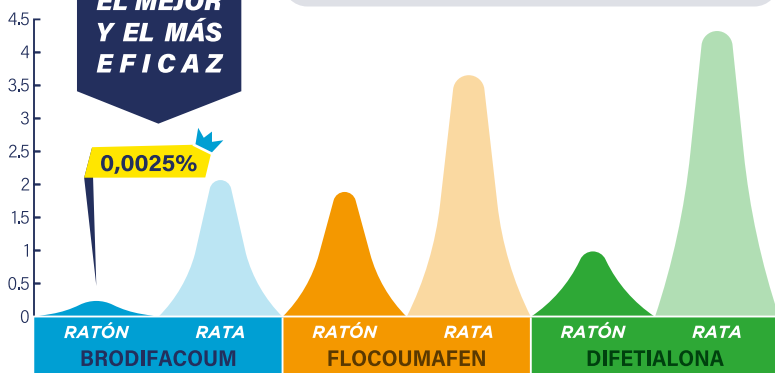 EL MEJOR
Y EL MÁS
EFICAZ
4.5
4
3.5
3
2.5
2
1.5
1
0.5
0
0,0025%
RATÓN RATA RATÓN RATA RATÓN RATA
BRODIFACOUM FLOCOUMAFEN DIFETIALONA